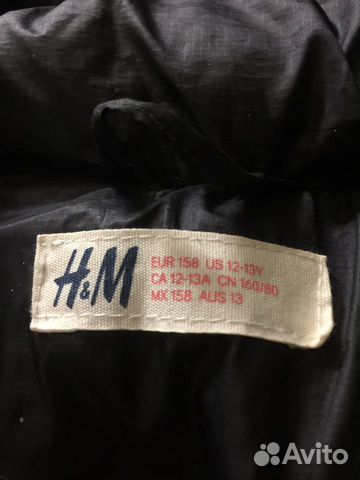 H&M
EUR 158 US 12-13Y
CA 12-13A CN 160/80
MX 158 AUS 13
Avito